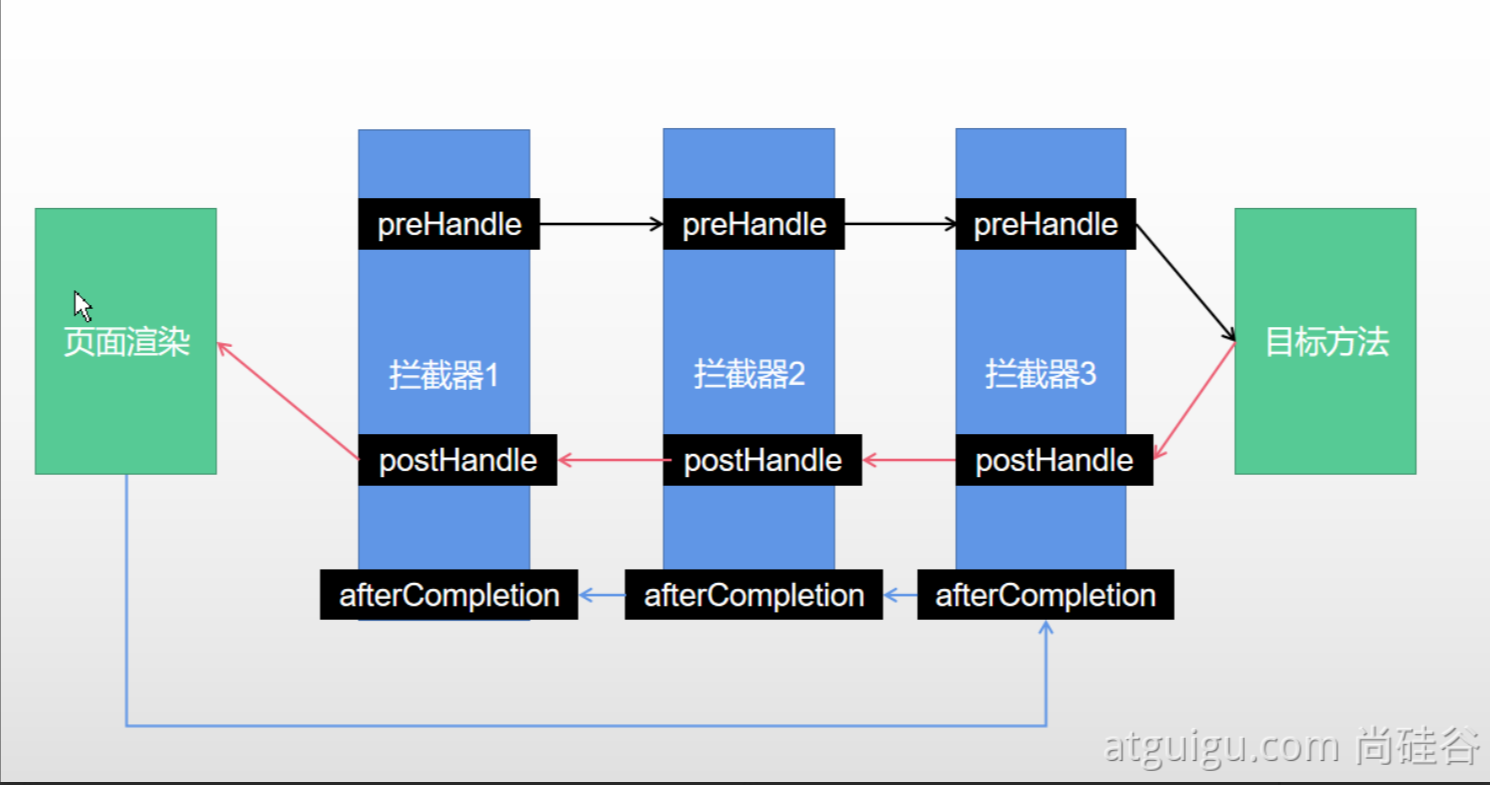 preHandle
preHandle
preHandle
页面渲染
拦截器1
拦截器2
拦截器3
目标方法
postHandle
postHandle
postHandle
afterCompletion
afterCompletion
afterCompletion
atguigu.com 尚硅谷